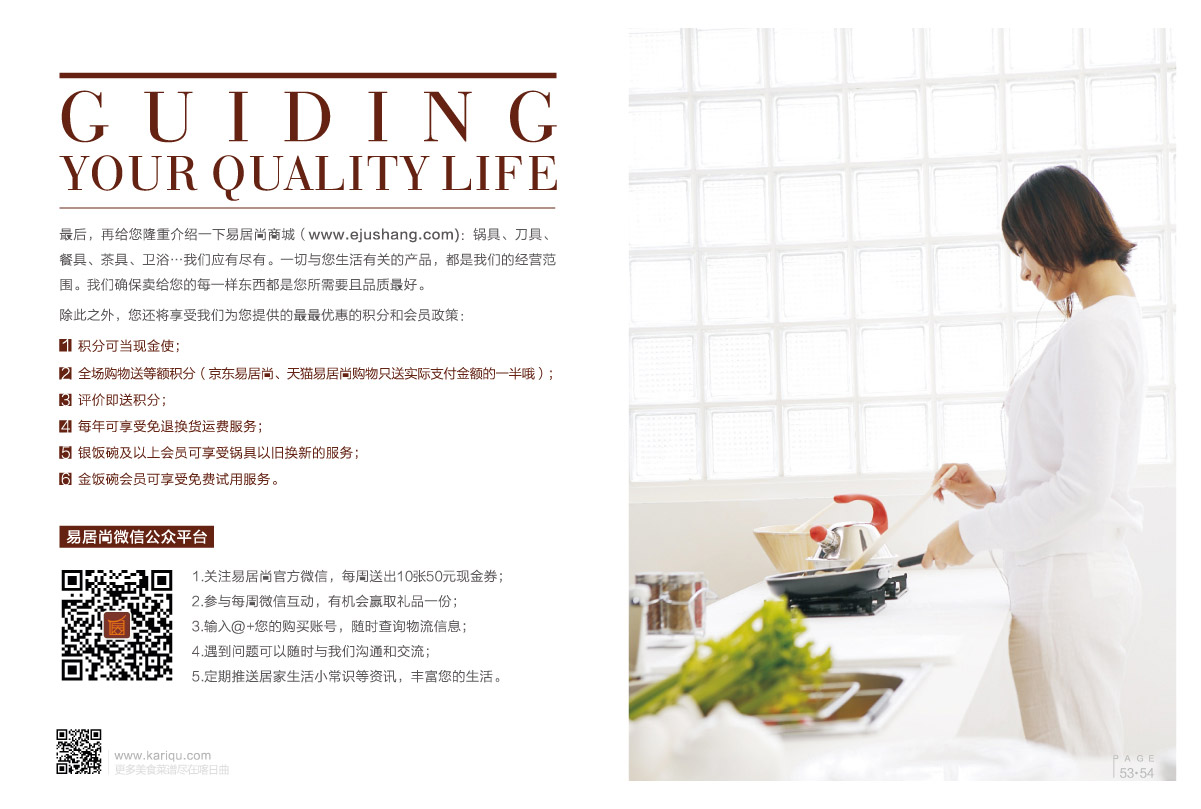 GUIDING
YOUR QUALITY LIFE
最后，再给您隆重介绍一下易居尚商城（www.ejushang.com)：锅具、刀具、
餐具、茶具、卫浴…我们应有尽有。一切与您生活有关的产品，都是我们的经营范
围。我们确保卖给您的每一样东西都是您所需要且品质最好。
除此之外，您还将享受我们为您提供的最最优惠的积分和会员政策：
1 积分可当现金使；
2 全场购物送等额积分（京东易居尚、天猫易居尚购物只送实际支付金额的一半哦）；
3 评价即送积分；
4 每年可享受免退换货运费服务；
5 银饭碗及以上会员可享受锅具以旧换新的服务；
6 金饭碗会员可享受免费试用服务。
易居尚微信公众平台
1.关注易居尚官方微信，每周送出10张50元现金券；
2.参与每周微信互动，有机会赢取礼品一份；
3.输入@+您的购买账号，随时查询物流信息；
4.遇到问题可以随时与我们沟通和交流；
5.定期推送居家生活小常识等资讯，丰富您的生活。
www.kariqu.com
更多美食菜谱尽在喀日曲
PAGE
53·54